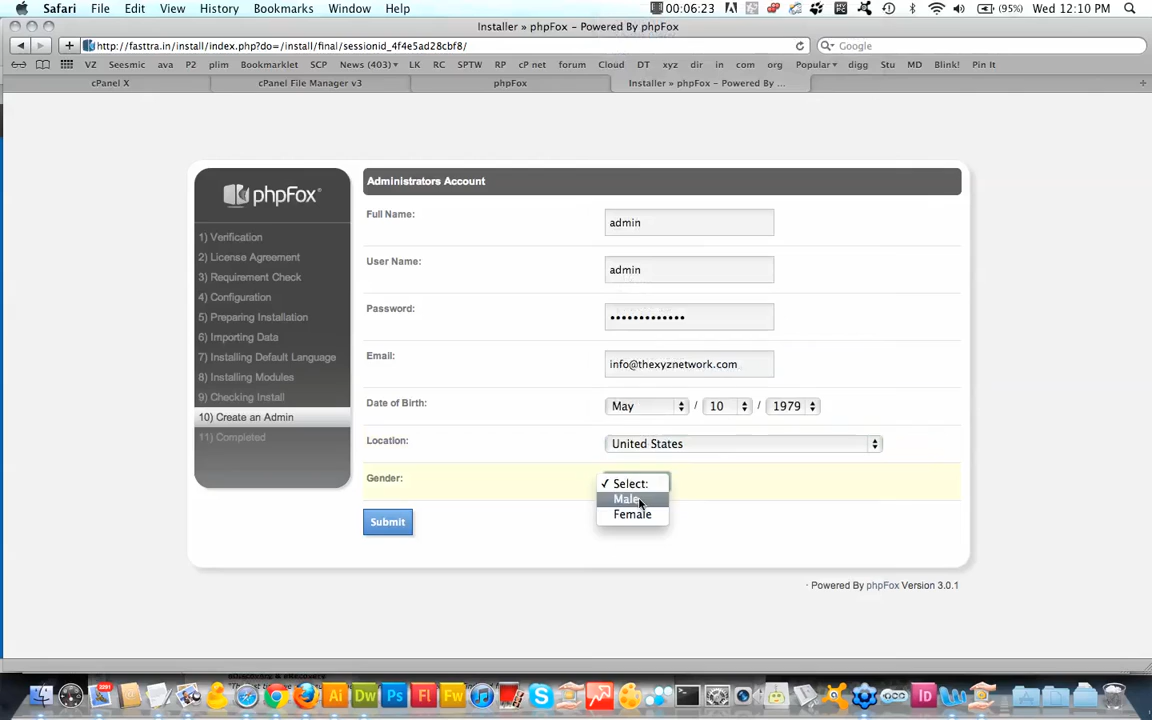 Safari File Edit View History Bookmarks Window Help 00:06:23 (95%) Wed 12:10 PM
Installer » phpFox - Powered By phpFox
http://fasttra.in/install/index.php?do=/install/final/sessionid_4f4e5ad28cbf8/ Google
VZ Seesmic ava P2 plim Bookmarklet SCP News (403) LK RC SPTW RP cP net forum Cloud DT xyz dir in com org Popular digg Stu MD Blink! Pin It
cPanel X cPanel File Manager v3 phpFox Installer » phpFox - Powered By ...
phpFox
1) Verification
2) License Agreement
3) Requirement Check
4) Configuration
5) Preparing Installation
6) Importing Data
7) Installing Default Language
8) Installing Modules
9) Checking Install
10) Create an Admin
11) Completed
Administrators Account
Full Name: admin
User Name: admin
Password: •••••••••••••
Email: info@thexyznetwork.com
Date of Birth: May / 10 / 1979
Location: United States
Gender: ✓ Select:
Male
Female
Submit
· Powered By phpFox Version 3.0.1
3291
Ai Dw Ps Fl Fw Id